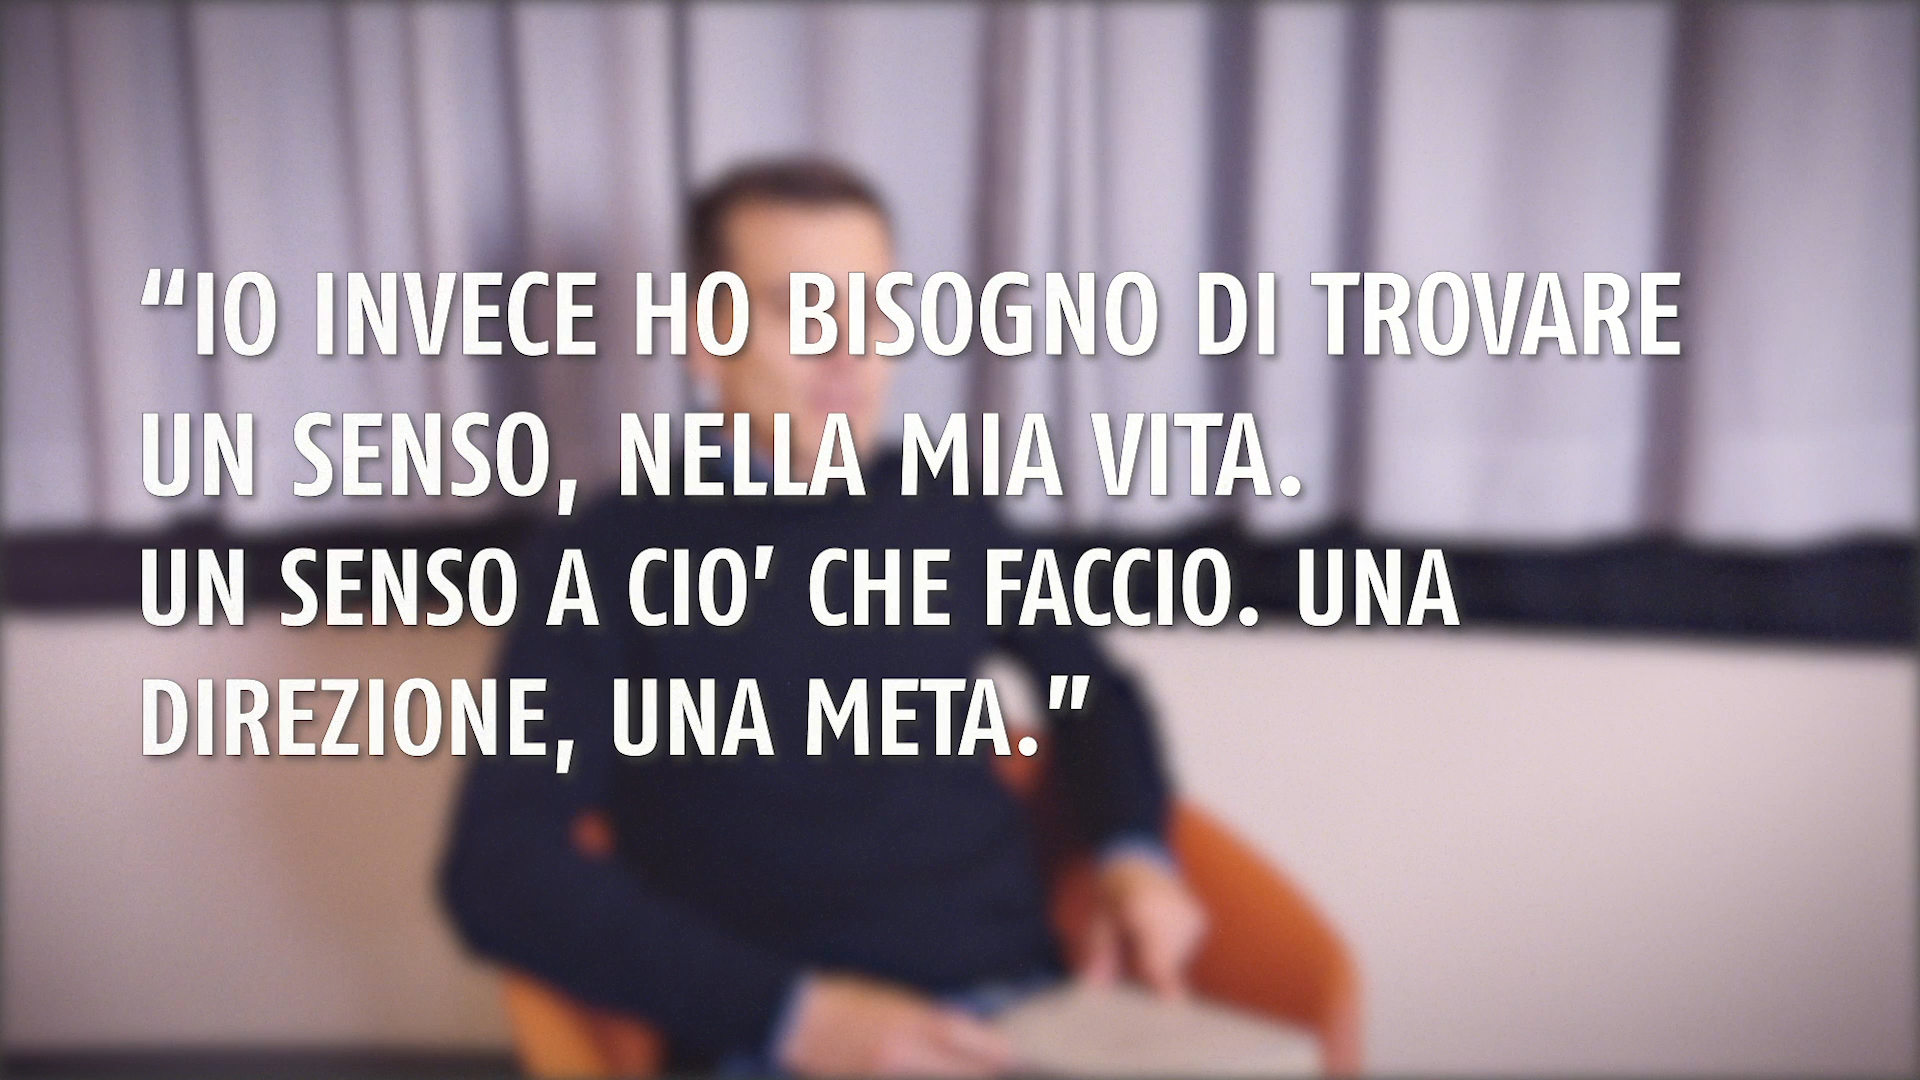 “IO INVECE HO BISOGNO DI TROVARE
UN SENSO, NELLA MIA VITA.
UN SENSO A CIO’ CHE FACCIO. UNA
DIREZIONE, UNA META.”